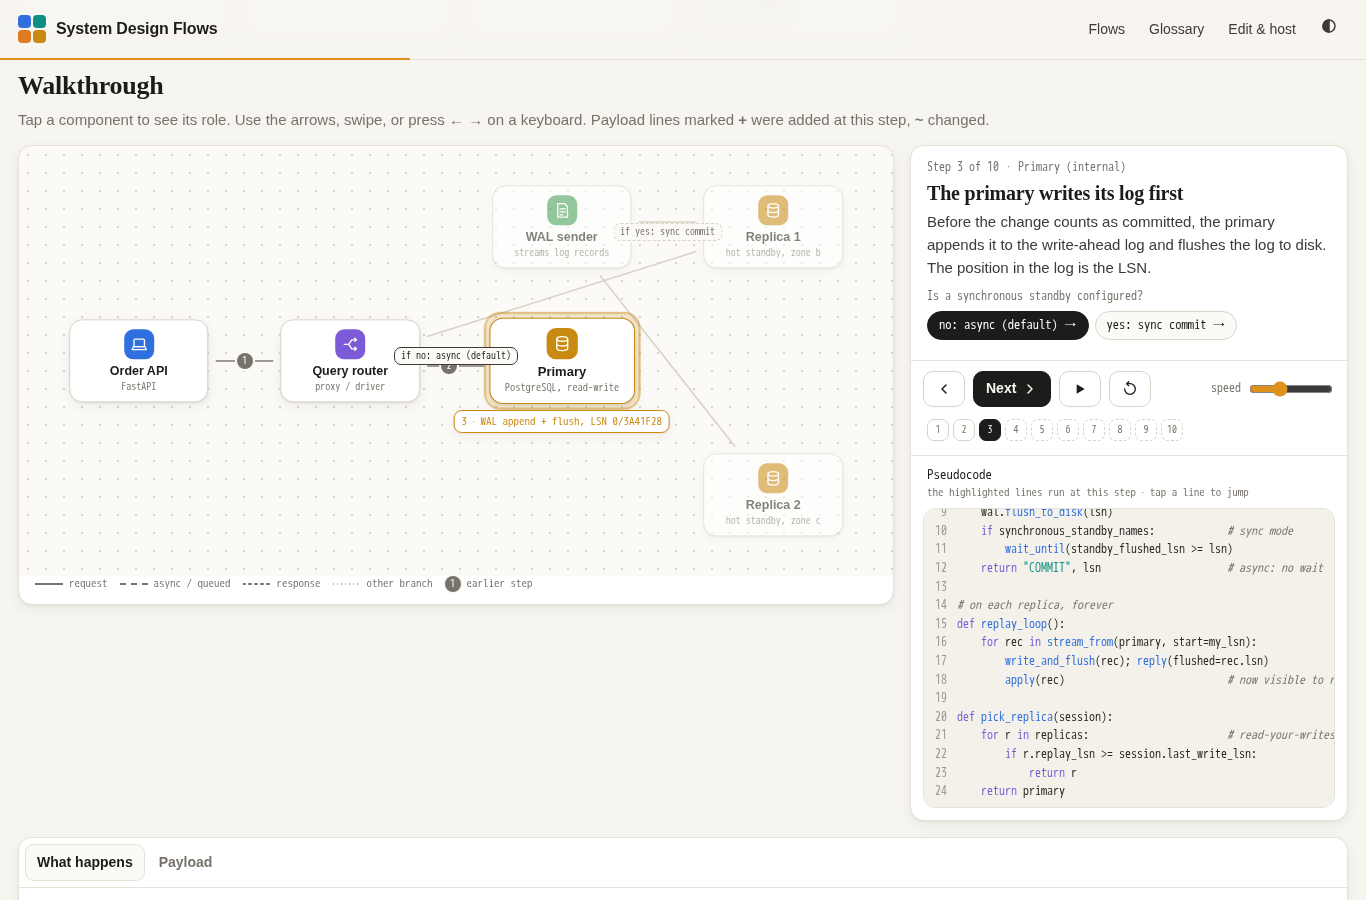 System Design Flows
Flows
Glossary
Edit & host
Walkthrough
Tap a component to see its role. Use the arrows, swipe, or press ← → on a keyboard. Payload lines marked + were added at this step, ~ changed.
WAL sender
streams log records
if yes: sync commit
Replica 1
hot standby, zone b
Order API
FastAPI
1
Query router
proxy / driver
if no: async (default)
2
Primary
PostgreSQL, read-write
3 · WAL append + flush, LSN 0/3A41F28
Replica 2
hot standby, zone c
request
async / queued
response
other branch
1 earlier step
Step 3 of 10 · Primary (internal)
The primary writes its log first
Before the change counts as committed, the primary
appends it to the write-ahead log and flushes the log to disk.
The position in the log is the LSN.
Is a synchronous standby configured?
no: async (default) →
yes: sync commit →
Next
speed
1 2 3 4 5 6 7 8 9 10
Pseudocode
the highlighted lines run at this step · tap a line to jump
9 wal.flush_to_disk(lsn)
10 if synchronous_standby_names: # sync mode
11 wait_until(standby_flushed_lsn >= lsn)
12 return "COMMIT", lsn # async: no wait
13
14 # on each replica, forever
15 def replay_loop():
16 for rec in stream_from(primary, start=my_lsn):
17 write_and_flush(rec); reply(flushed=rec.lsn)
18 apply(rec) # now visible to r
19
20 def pick_replica(session):
21 for r in replicas: # read-your-writes
22 if r.replay_lsn >= session.last_write_lsn:
23 return r
24 return primary
What happens
Payload